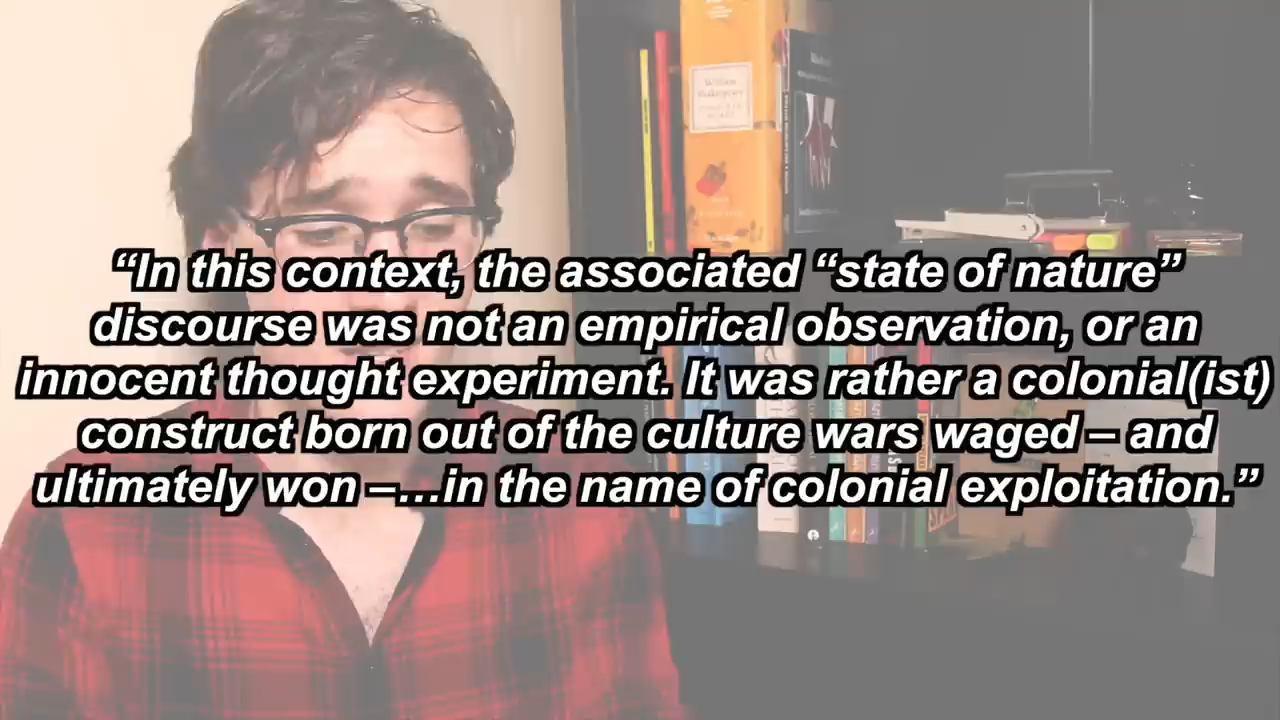 “In this context, the associated “state of nature”
discourse was not an empirical observation, or an
innocent thought experiment. It was rather a colonial(ist)
construct born out of the culture wars waged – and
ultimately won –…in the name of colonial exploitation.”
William
Shakespeare